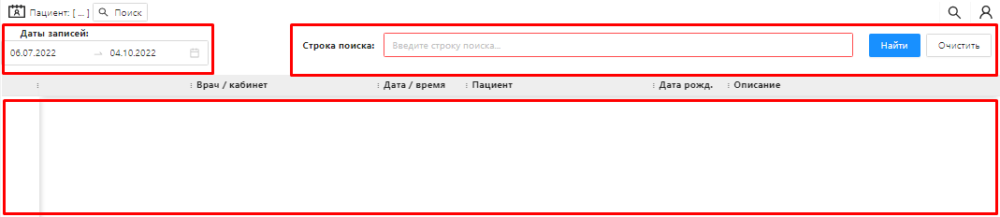 Пациент: [ ... ] Поиск
Даты записей:
06.07.2022 → 04.10.2022
Строка поиска: Введите строку поиска... Найти Очистить
Врач / кабинет Дата / время Пациент Дата рожд. Описание